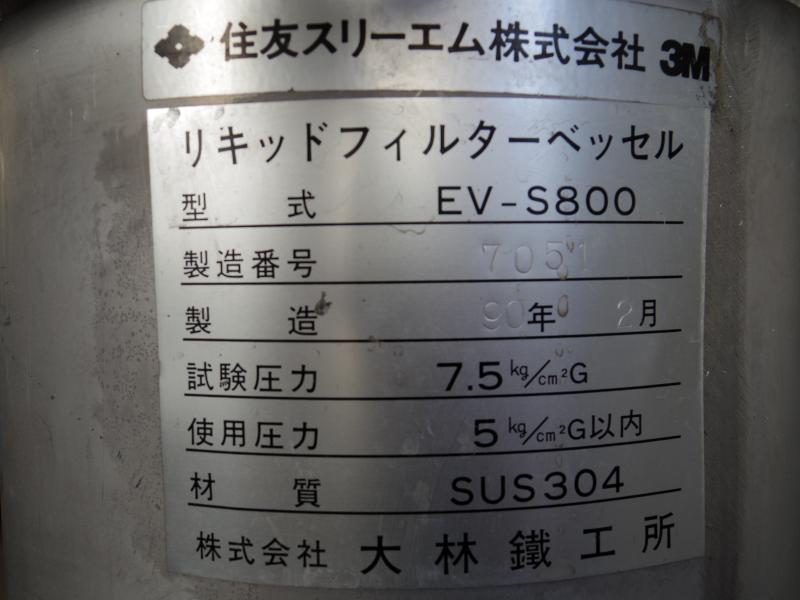 住友スリーエム株式会社 3M
リキッドフィルターベッセル
型式 EV-S800
製造番号 7051
製造 90年 2月
試験圧力 7.5 kg/cm²G
使用圧力 5 kg/cm²G以内
材質 SUS304
株式会社 大林鐵工所